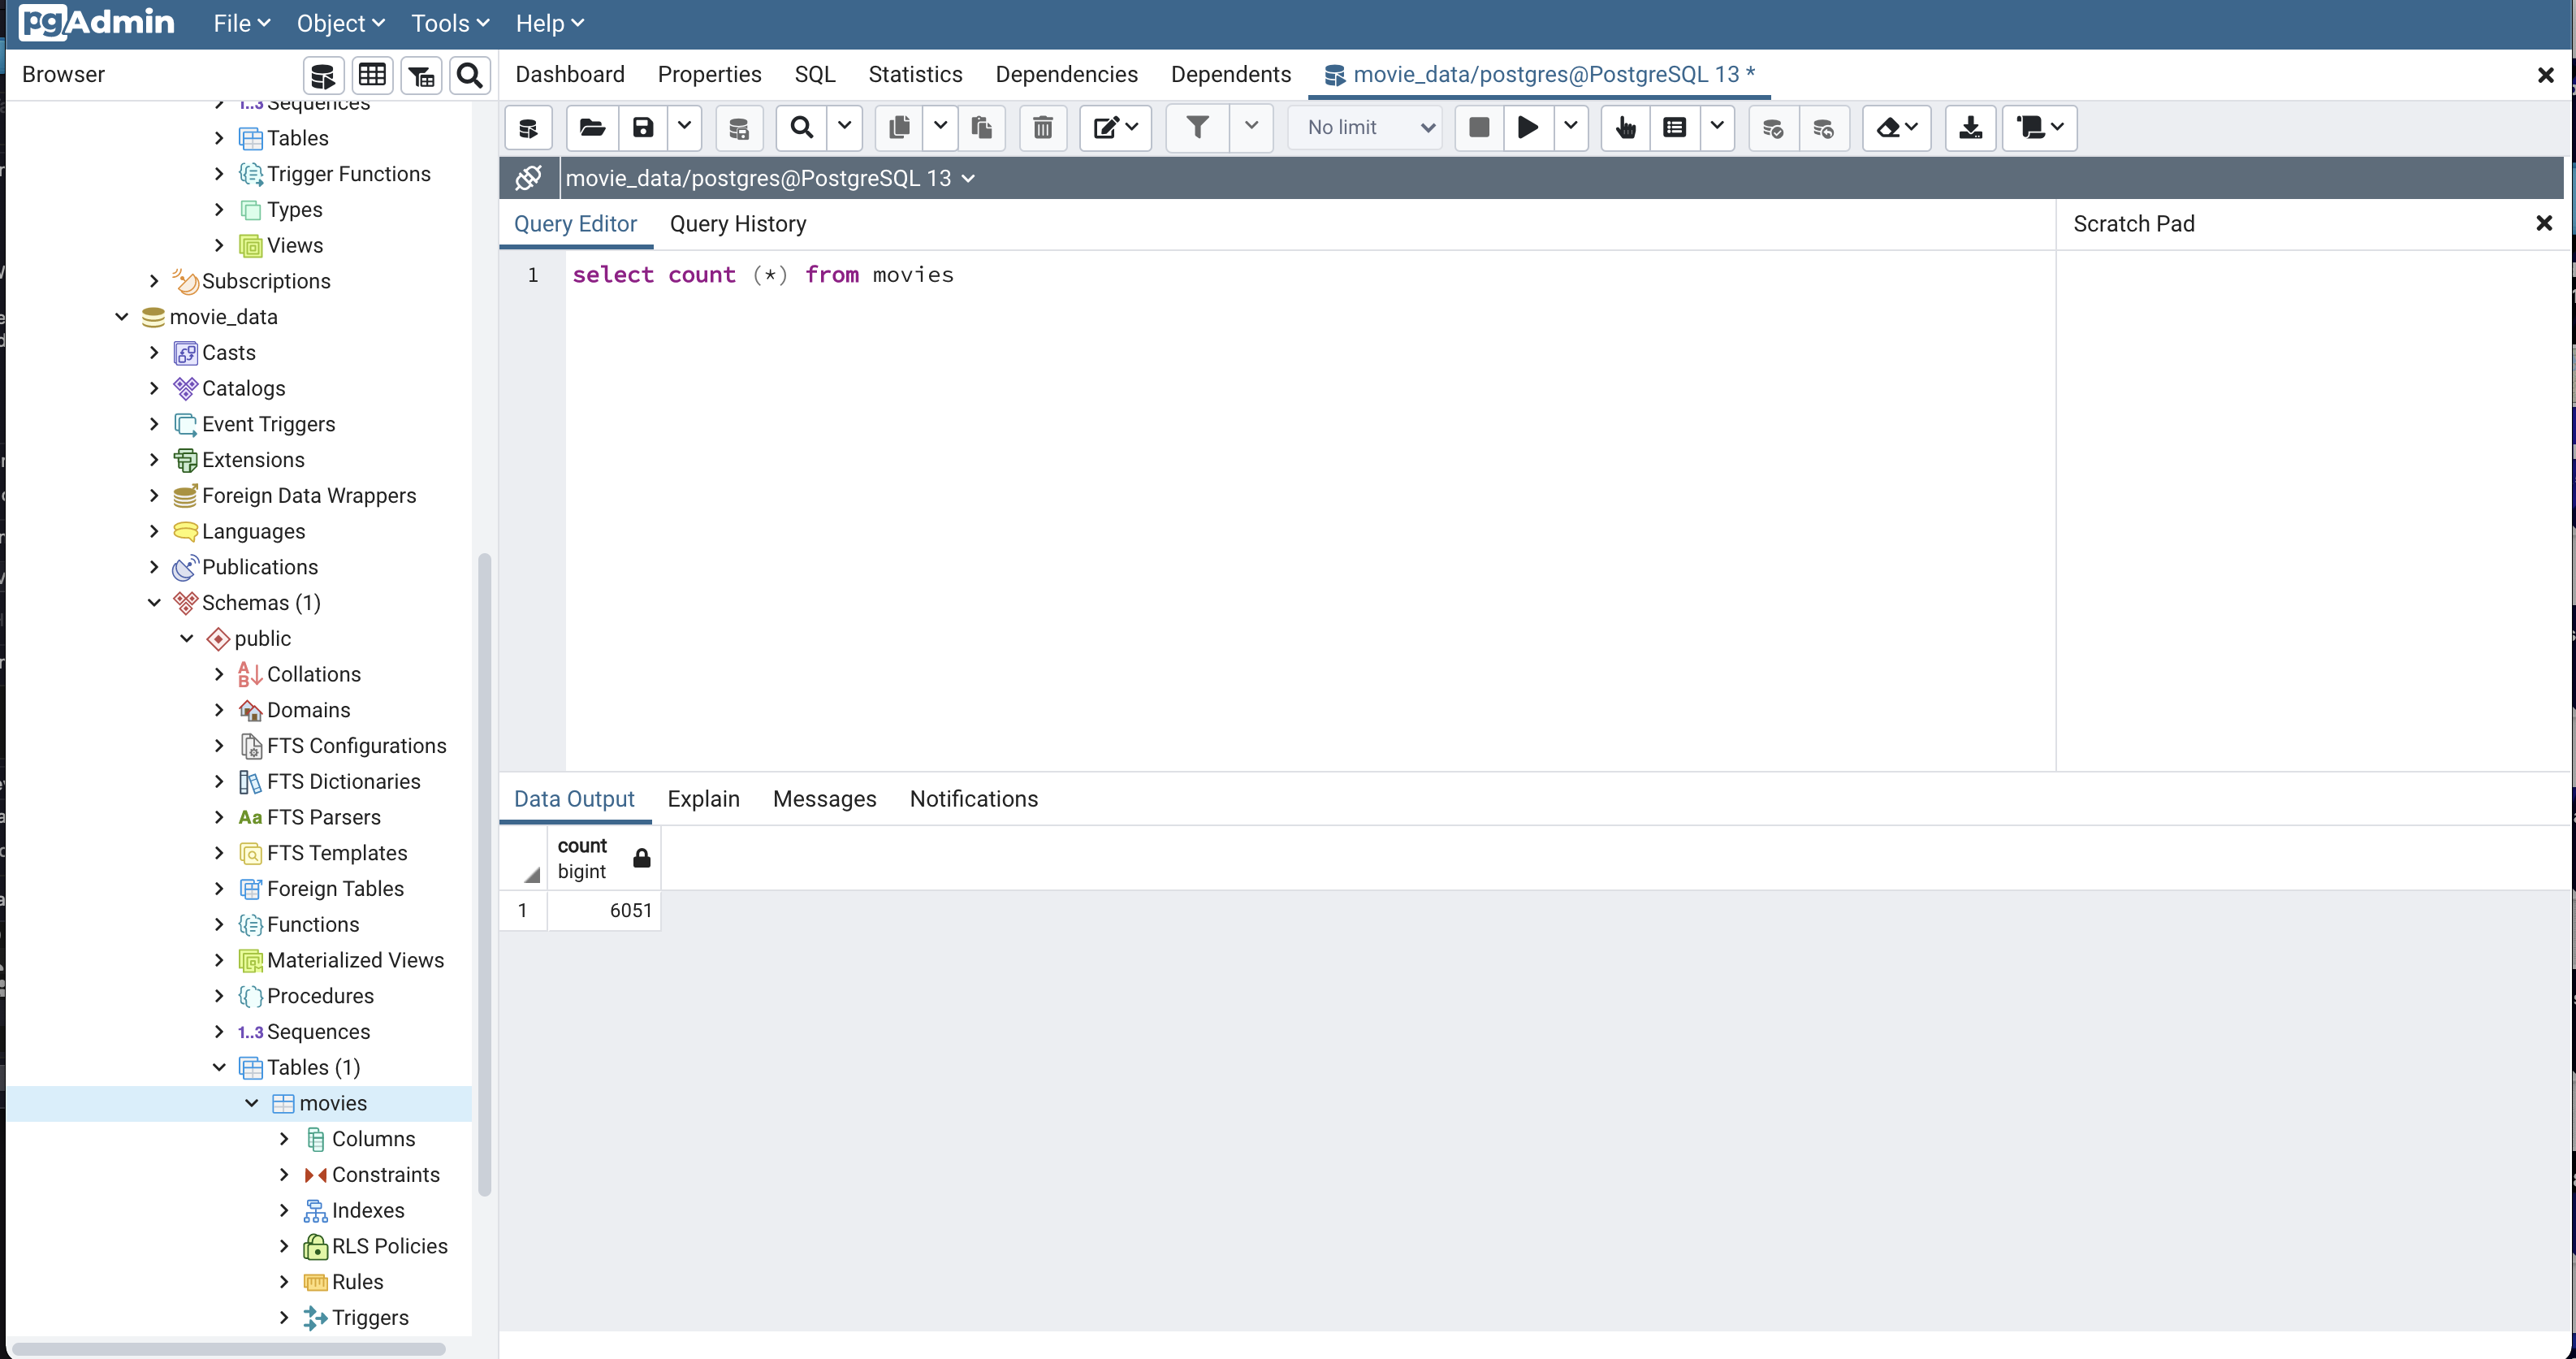 pgAdmin File Object Tools Help
Browser
Dashboard Properties SQL Statistics Dependencies Dependents movie_data/postgres@PostgreSQL 13 *
No limit
movie_data/postgres@PostgreSQL 13
Query Editor Query History
Scratch Pad
1 select count (*) from movies
1..3 Sequences
Tables
Trigger Functions
Types
Views
Subscriptions
movie_data
Casts
Catalogs
Event Triggers
Extensions
Foreign Data Wrappers
Languages
Publications
Schemas (1)
public
Collations
Domains
FTS Configurations
FTS Dictionaries
Aa FTS Parsers
FTS Templates
Foreign Tables
Functions
Materialized Views
Procedures
1..3 Sequences
Tables (1)
movies
Columns
Constraints
Indexes
RLS Policies
Rules
Triggers
Data Output Explain Messages Notifications
count
bigint
1 6051